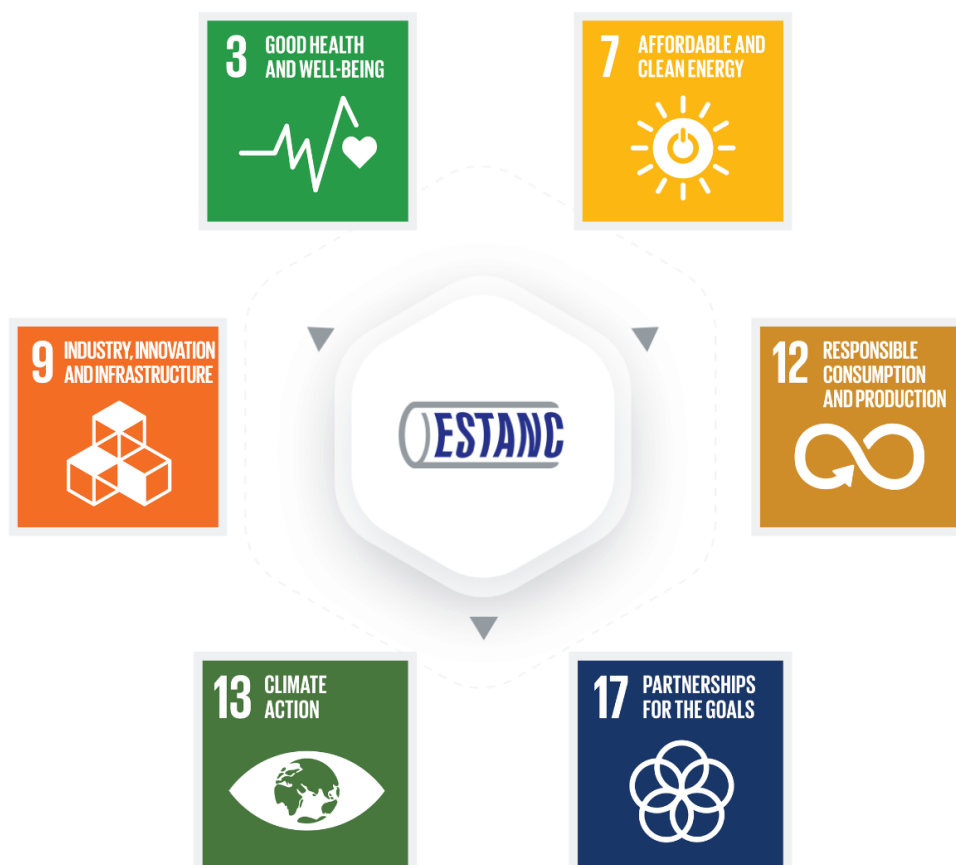 3 GOOD HEALTH
AND WELL-BEING
7 AFFORDABLE AND
CLEAN ENERGY
9 INDUSTRY, INNOVATION
AND INFRASTRUCTURE
ESTANC
12 RESPONSIBLE
CONSUMPTION
AND PRODUCTION
13 CLIMATE
ACTION
17 PARTNERSHIPS
FOR THE GOALS